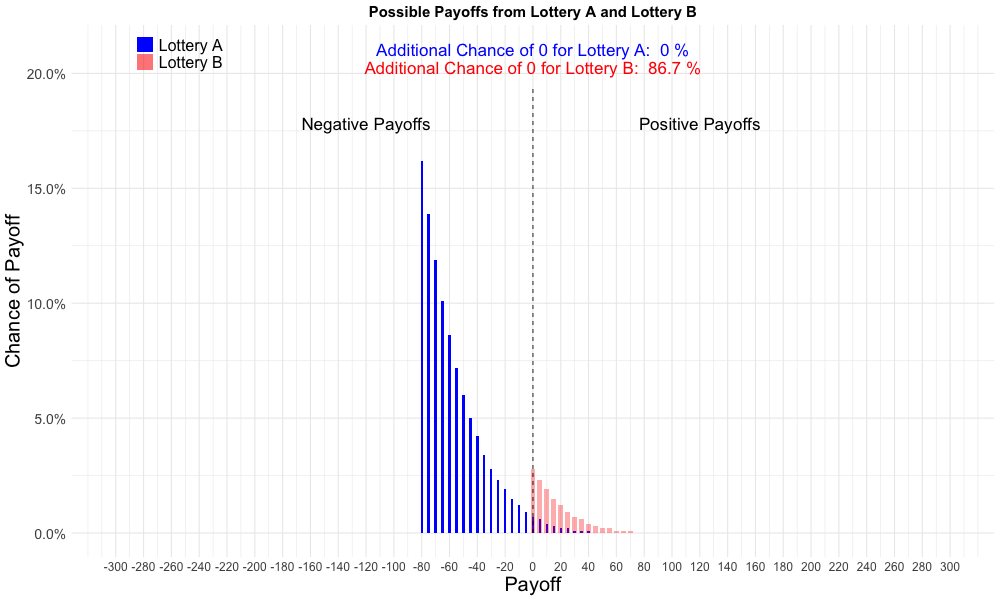 Possible Payoffs from Lottery A and Lottery B
Lottery A
Lottery B
Additional Chance of 0 for Lottery A:  0 %
Additional Chance of 0 for Lottery B:  86.7 %
Negative Payoffs
Positive Payoffs
Chance of Payoff
20.0%
15.0%
10.0%
5.0%
0.0%
-300 -280 -260 -240 -220 -200 -180 -160 -140 -120 -100 -80 -60 -40 -20 0 20 40 60 80 100 120 140 160 180 200 220 240 260 280 300
Payoff